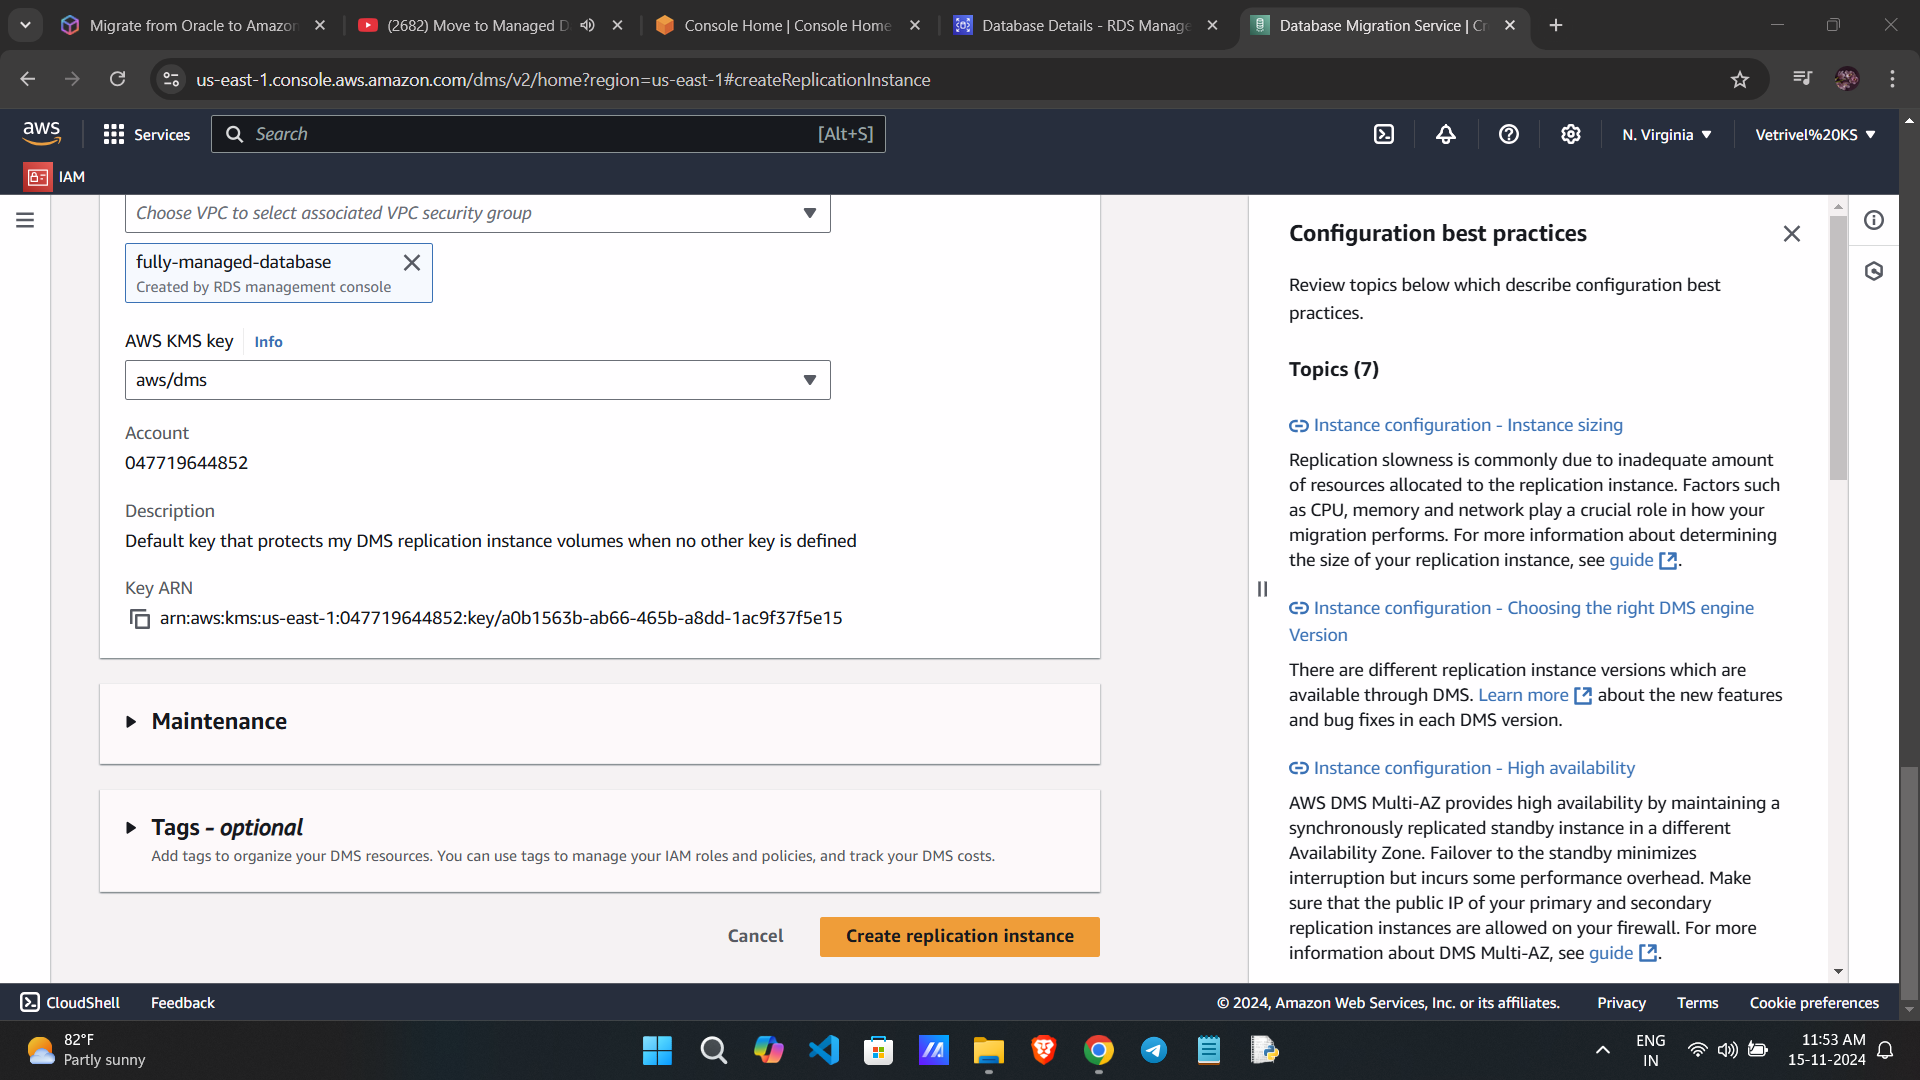 Migrate from Oracle to Amazon
(2682) Move to Managed D
Console Home | Console Home
Database Details - RDS Manage
Database Migration Service | Cr
us-east-1.console.aws.amazon.com/dms/v2/home?region=us-east-1#createReplicationInstance
aws
Services
Search
[Alt+S]
N. Virginia
Vetrivel%20KS
IAM
Choose VPC to select associated VPC security group
fully-managed-database
Created by RDS management console
AWS KMS key
Info
aws/dms
Account
047719644852
Description
Default key that protects my DMS replication instance volumes when no other key is defined
Key ARN
arn:aws:kms:us-east-1:047719644852:key/a0b1563b-ab66-465b-a8dd-1ac9f37f5e15
Maintenance
Tags - optional
Add tags to organize your DMS resources. You can use tags to manage your IAM roles and policies, and track your DMS costs.
Cancel
Create replication instance
Configuration best practices
Review topics below which describe configuration best
practices.
Topics (7)
Instance configuration - Instance sizing
Replication slowness is commonly due to inadequate amount
of resources allocated to the replication instance. Factors such
as CPU, memory and network play a crucial role in how your
migration performs. For more information about determining
the size of your replication instance, see guide.
Instance configuration - Choosing the right DMS engine
Version
There are different replication instance versions which are
available through DMS. Learn more about the new features
and bug fixes in each DMS version.
Instance configuration - High availability
AWS DMS Multi-AZ provides high availability by maintaining a
synchronously replicated standby instance in a different
Availability Zone. Failover to the standby minimizes
interruption but incurs some performance overhead. Make
sure that the public IP of your primary and secondary
replication instances are allowed on your firewall. For more
information about DMS Multi-AZ, see guide.
CloudShell
Feedback
© 2024, Amazon Web Services, Inc. or its affiliates.
Privacy
Terms
Cookie preferences
82°F
Partly sunny
ENG
IN
11:53 AM
15-11-2024